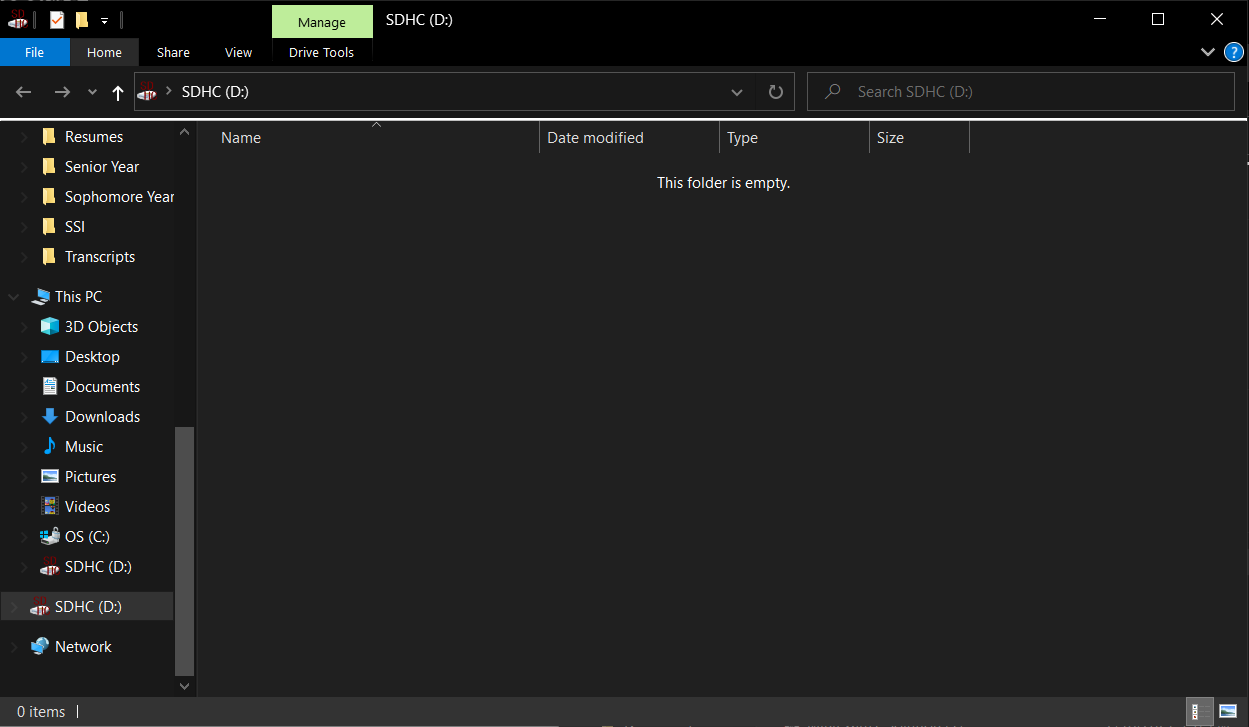 Manage
SDHC (D:)
File
Home
Share
View
Drive Tools
SDHC (D:)
Search SDHC (D:)
?
Name
Date modified
Type
Size
This folder is empty.
Resumes
Senior Year
Sophomore Year
SSI
Transcripts
This PC
3D Objects
Desktop
Documents
Downloads
Music
Pictures
Videos
OS (C:)
SDHC (D:)
SDHC (D:)
Network
0 items